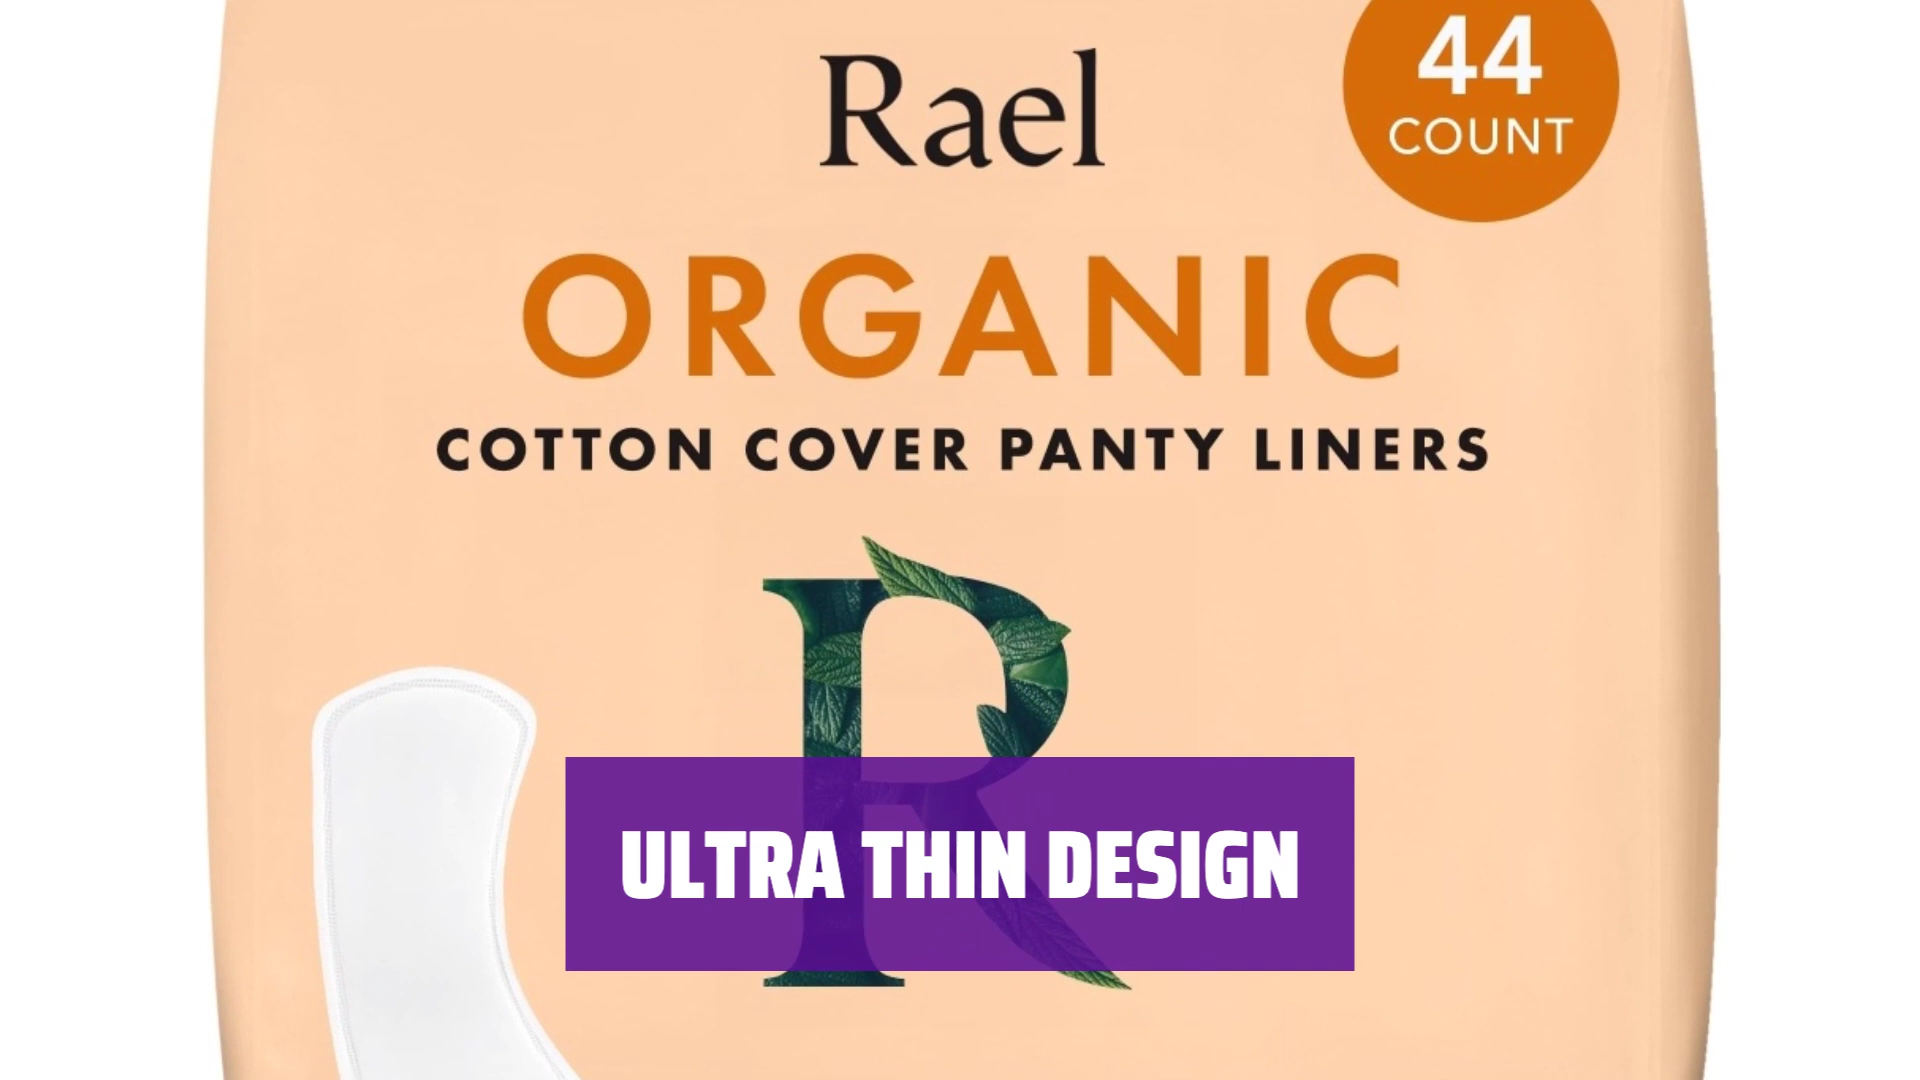 44
COUNT
Rael
ORGANIC
COTTON COVER PANTY LINERS
R
ULTRA THIN DESIGN